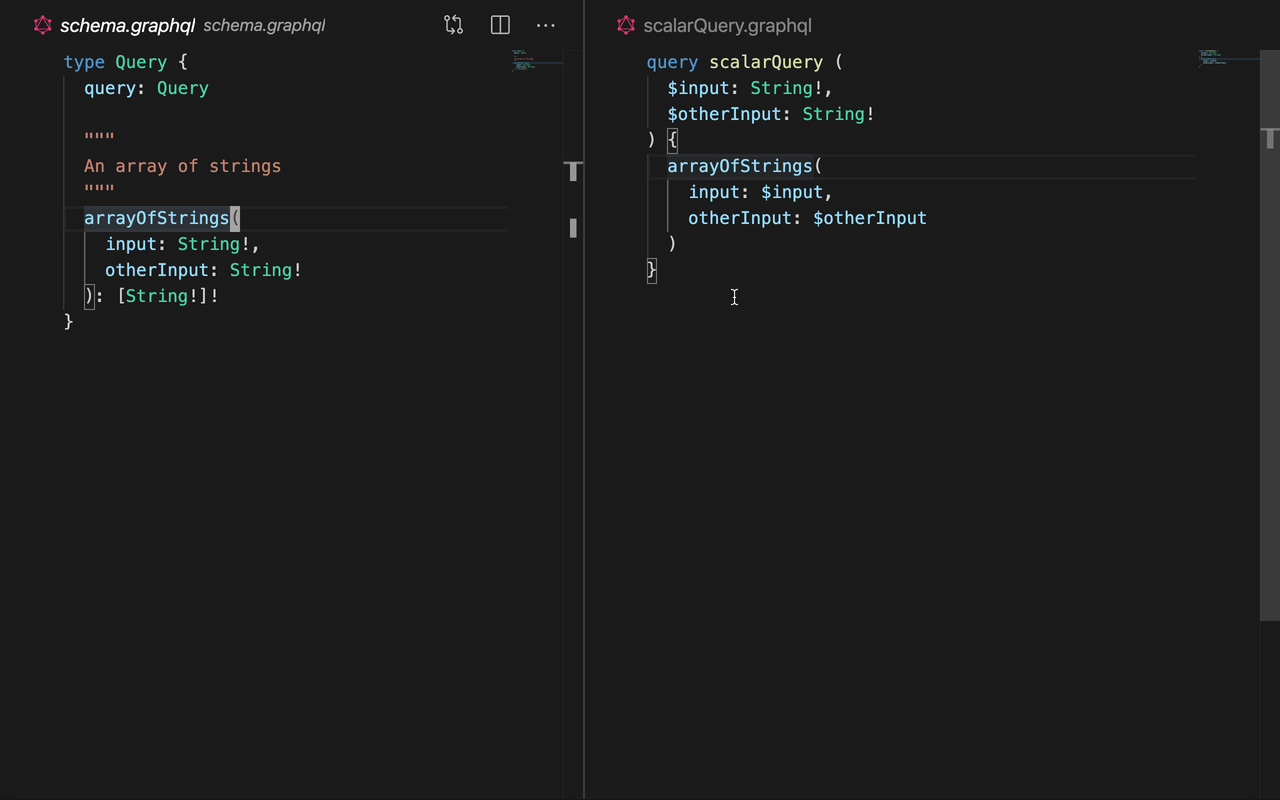 schema.graphql schema.graphql
type Query {
  query: Query
  """
  An array of strings
  """
  arrayOfStrings(
    input: String!,
    otherInput: String!
  ): [String!]!
}
scalarQuery.graphql
query scalarQuery (
  $input: String!,
  $otherInput: String!
) {
  arrayOfStrings(
    input: $input,
    otherInput: $otherInput
  )
}